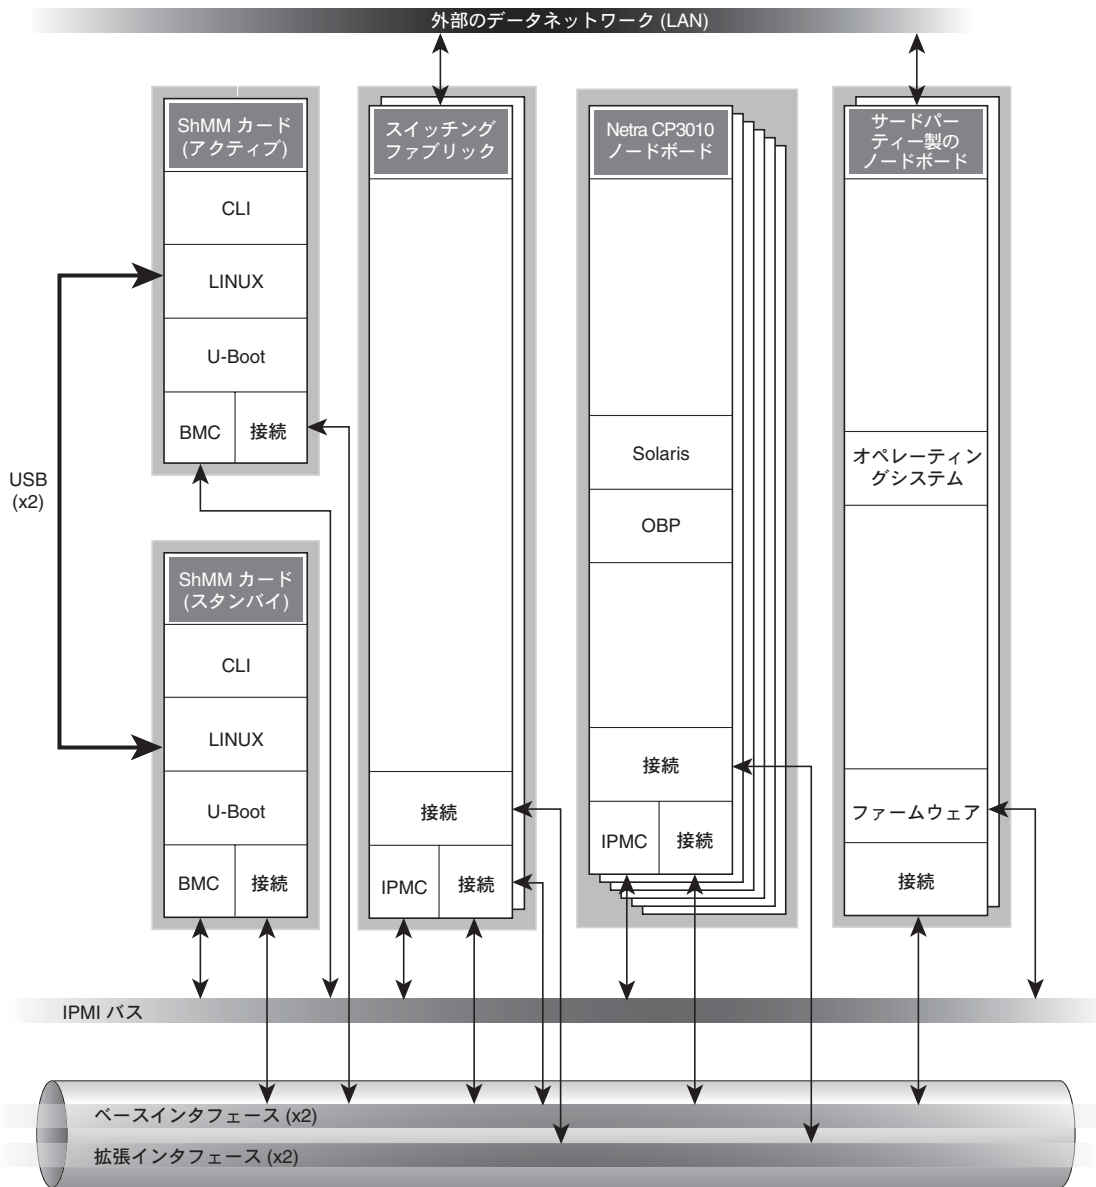 外部のデータネットワーク (LAN)
ShMM カード
(アクティブ)
CLI
LINUX
U-Boot
BMC
接続
USB
(x2)
ShMM カード
(スタンバイ)
CLI
LINUX
U-Boot
BMC
接続
スイッチング
ファブリック
接続
IPMC
接続
Netra CP3010
ノードボード
Solaris
OBP
接続
IPMC
接続
サードパー
ティー製の
ノードボード
オペレーティン
グシステム
ファームウェア
接続
IPMI バス
ベースインタフェース (x2)
拡張インタフェース (x2)